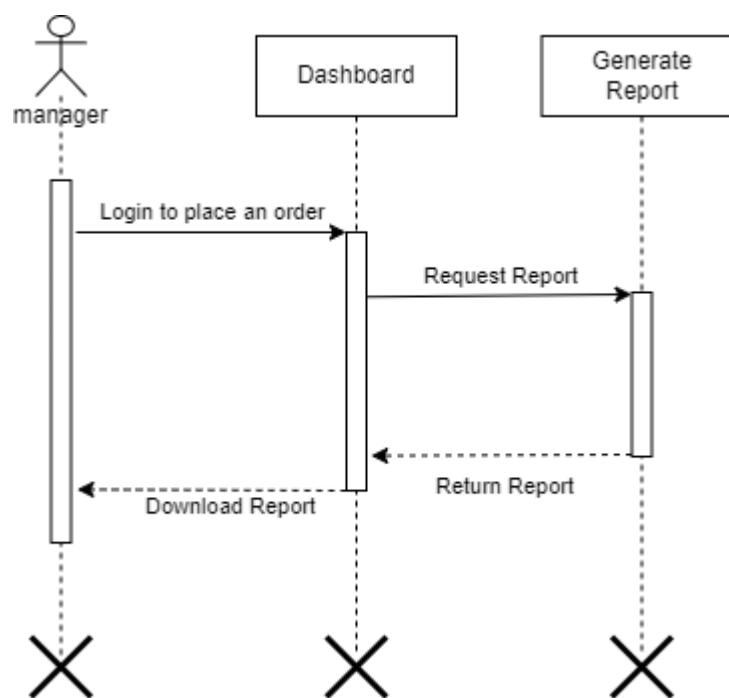 manager
Dashboard
Generate
Report
Login to place an order
Request Report
Return Report
Download Report